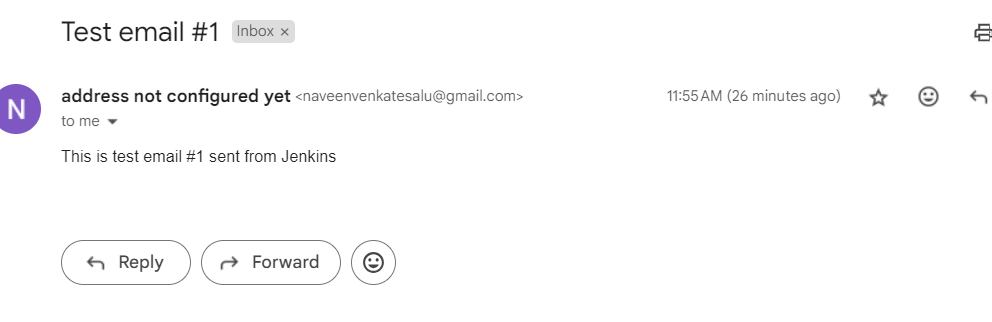 Test email #1 Inbox ×
N
address not configured yet <naveenvenkatesalu@gmail.com> 11:55 AM (26 minutes ago)
to me
This is test email #1 sent from Jenkins
Reply Forward